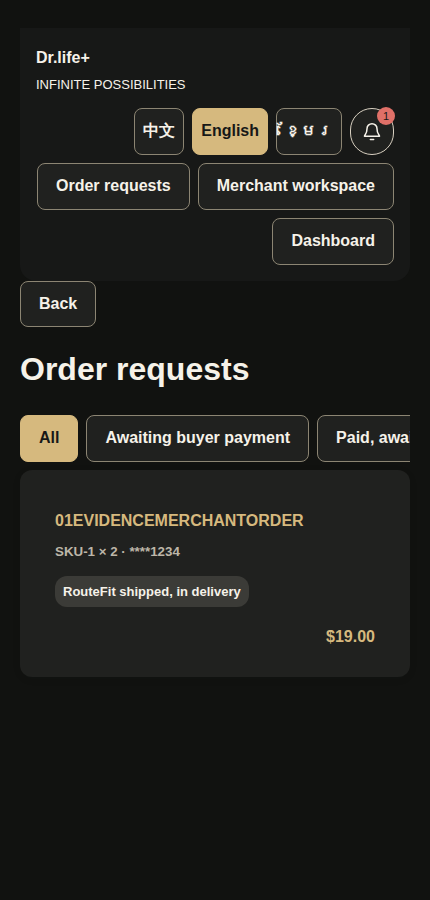 Dr.life+
INFINITE POSSIBILITIES
中文 English ខ្មែរ 1
Order requests Merchant workspace
Dashboard
Back
Order requests
All Awaiting buyer payment Paid, awa
01EVIDENCEMERCHANTORDER
SKU-1 × 2 · ****1234
RouteFit shipped, in delivery
$19.00